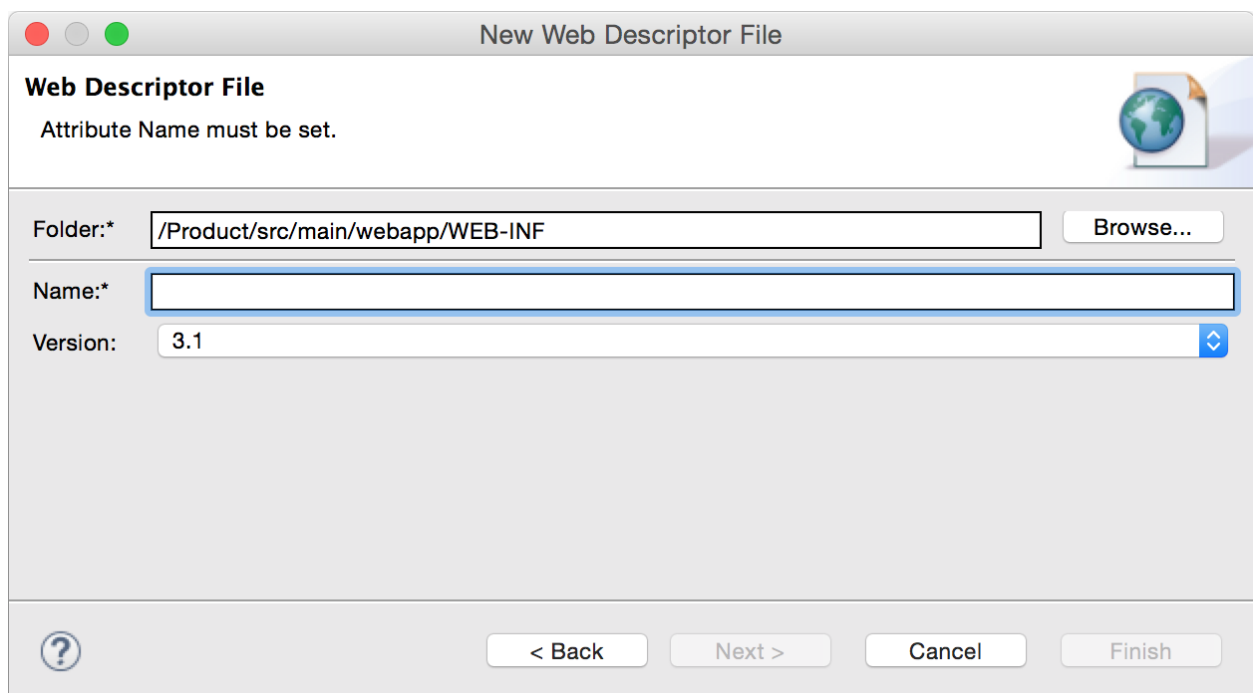 New Web Descriptor File
Web Descriptor File
Attribute Name must be set.
Folder:* /Product/src/main/webapp/WEB-INF Browse...
Name:*
Version: 3.1
? < Back Next > Cancel Finish